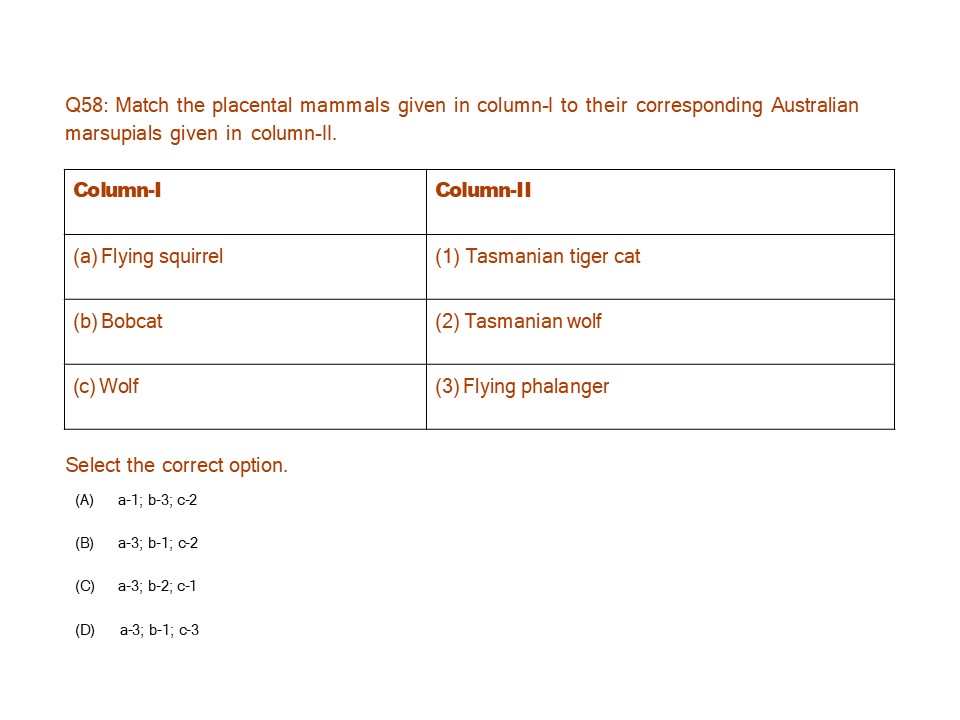 Q58: Match the placental mammals given in column-I to their corresponding Australian
marsupials given in column-II.
Column-I Column-II
(a) Flying squirrel (1) Tasmanian tiger cat
(b) Bobcat (2) Tasmanian wolf
(c) Wolf (3) Flying phalanger
Select the correct option.
(A) a-1; b-3; c-2
(B) a-3; b-1; c-2
(C) a-3; b-2; c-1
(D) a-3; b-1; c-3